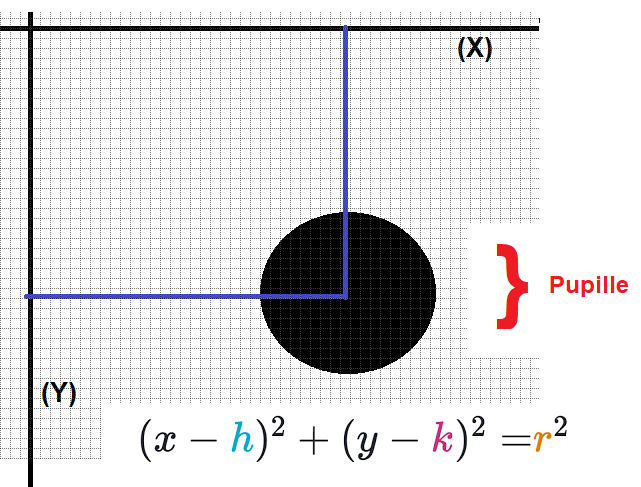 (X)
} Pupille
(Y)
(x − h)² + (y − k)² =r²